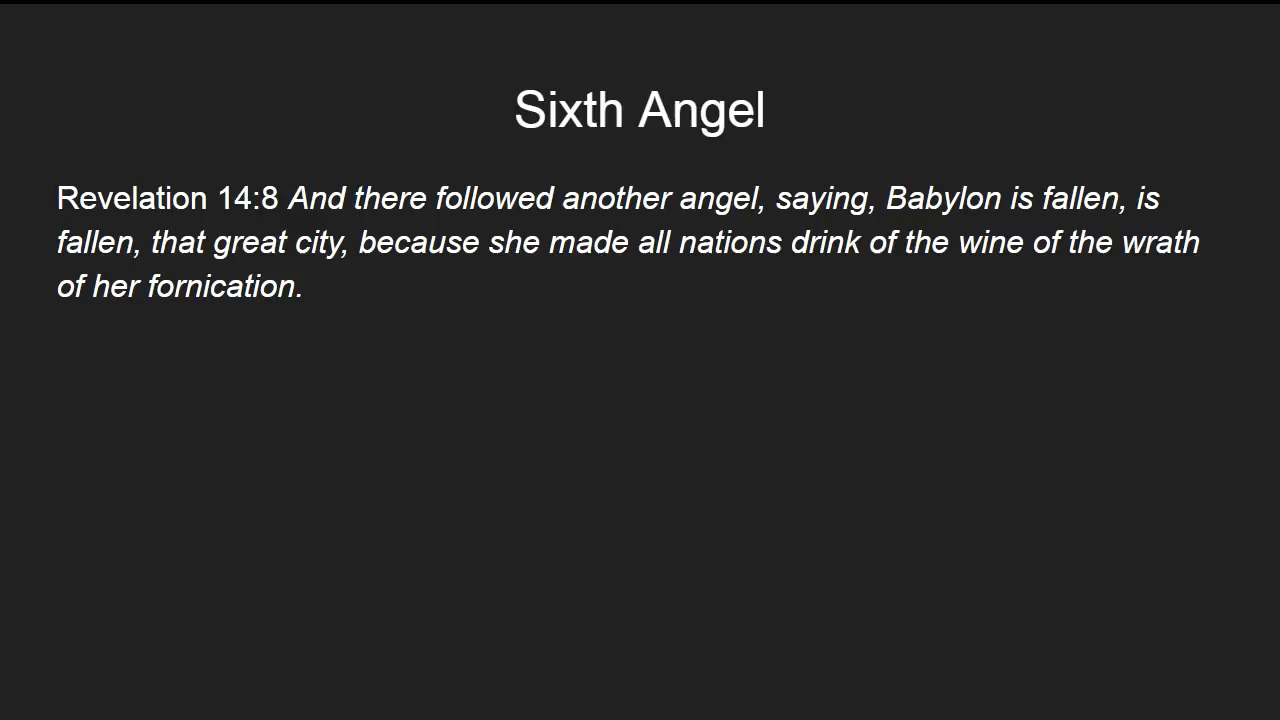 Sixth Angel
Revelation 14:8 And there followed another angel, saying, Babylon is fallen, is
fallen, that great city, because she made all nations drink of the wine of the wrath
of her fornication.